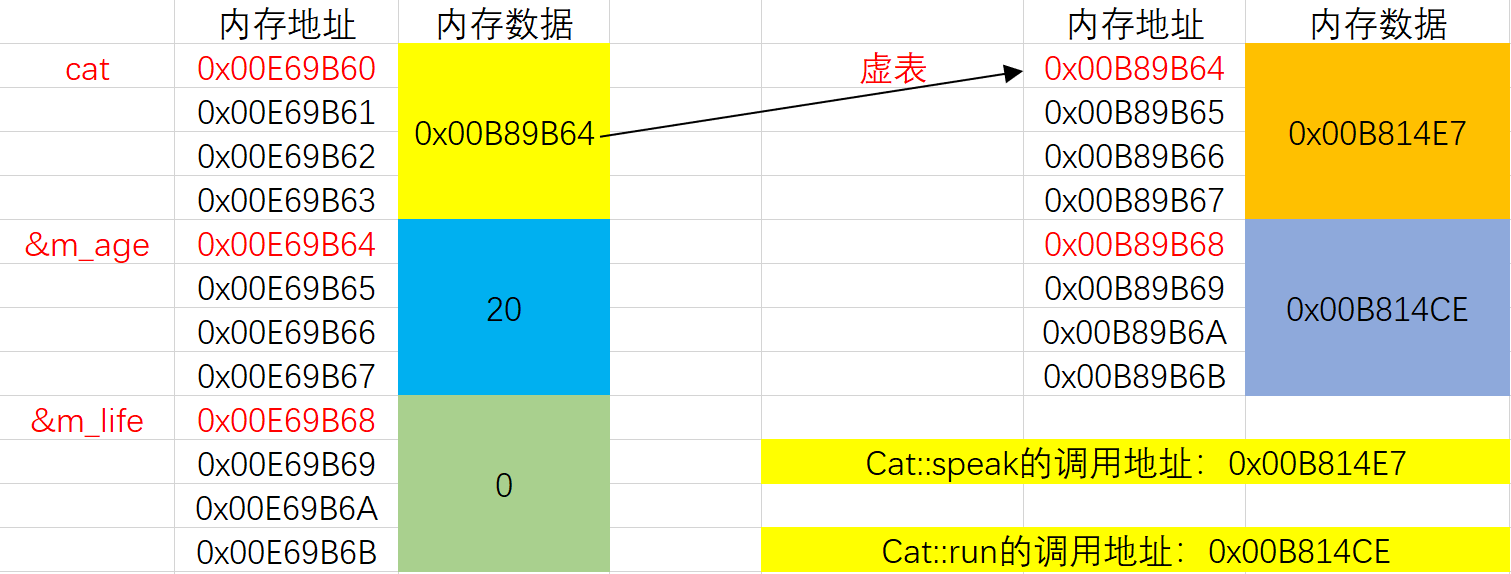 内存地址 内存数据 内存地址 内存数据
cat 0x00E69B60 虚表 0x00B89B64
0x00E69B61 0x00B89B65
0x00B89B64 0x00B814E7
0x00E69B62 0x00B89B66
0x00E69B63 0x00B89B67
&m_age 0x00E69B64 0x00B89B68
0x00E69B65 0x00B89B69
20 0x00B814CE
0x00E69B66 0x00B89B6A
0x00E69B67 0x00B89B6B
&m_life 0x00E69B68
0x00E69B69 Cat::speak的调用地址：0x00B814E7
0
0x00E69B6A
0x00E69B6B Cat::run的调用地址：0x00B814CE